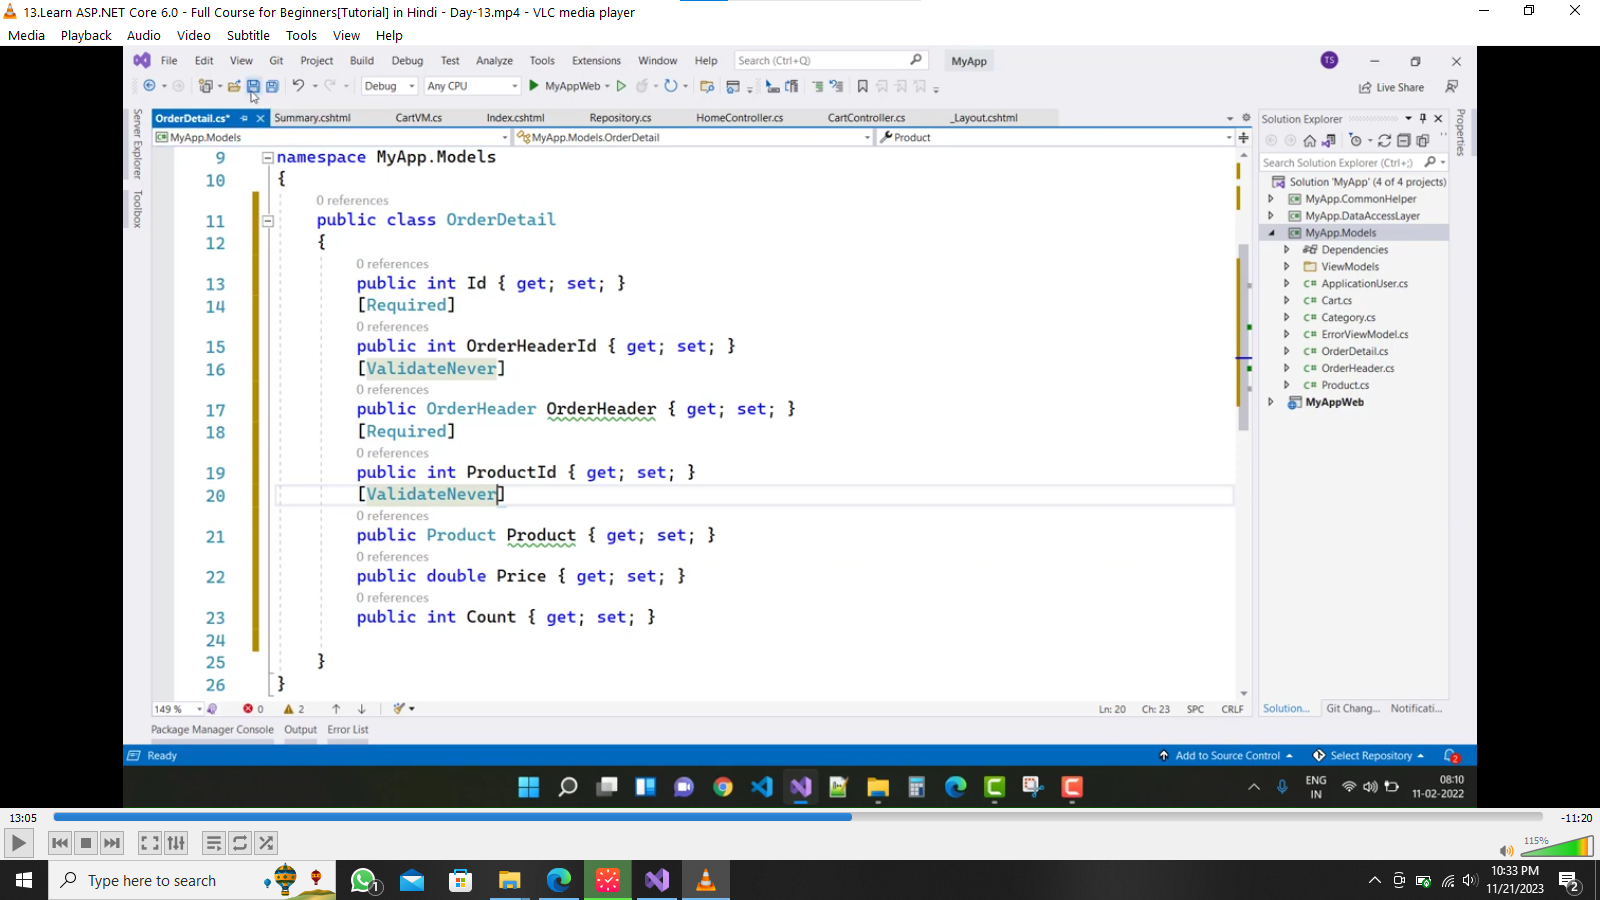 13.Learn ASP.NET Core 6.0 - Full Course for Beginners[Tutorial] in Hindi - Day-13.mp4 - VLC media player
Media Playback Audio Video Subtitle Tools View Help
File Edit View Git Project Build Debug Test Analyze Tools Extensions Window Help Search (Ctrl+Q) MyApp TS
Debug Any CPU MyAppWeb Live Share
OrderDetail.cs* Summary.cshtml CartVM.cs Index.cshtml Repository.cs HomeController.cs CartController.cs _Layout.cshtml
MyApp.Models MyApp.Models.OrderDetail Product
Server Explorer
Toolbox
9 namespace MyApp.Models
10 {
0 references
11 public class OrderDetail
12 {
0 references
13 public int Id { get; set; }
14 [Required]
0 references
15 public int OrderHeaderId { get; set; }
16 [ValidateNever]
0 references
17 public OrderHeader OrderHeader { get; set; }
18 [Required]
0 references
19 public int ProductId { get; set; }
20 [ValidateNever]
0 references
21 public Product Product { get; set; }
0 references
22 public double Price { get; set; }
0 references
23 public int Count { get; set; }
24
25 }
26 }
149 % 0 2 Ln: 20 Ch: 23 SPC CRLF
Package Manager Console Output Error List
Solution Explorer
Search Solution Explorer (Ctrl+;)
Solution 'MyApp' (4 of 4 projects)
MyApp.CommonHelper
MyApp.DataAccessLayer
MyApp.Models
Dependencies
ViewModels
C# ApplicationUser.cs
C# Cart.cs
C# Category.cs
C# ErrorViewModel.cs
C# OrderDetail.cs
C# OrderHeader.cs
C# Product.cs
MyAppWeb
Solution... Git Chang... Notificati...
Properties
Ready Add to Source Control Select Repository 2
ENG
IN
08:10
11-02-2022
13:05 -11:20
115%
Type here to search 1
10:33 PM
11/21/2023
2